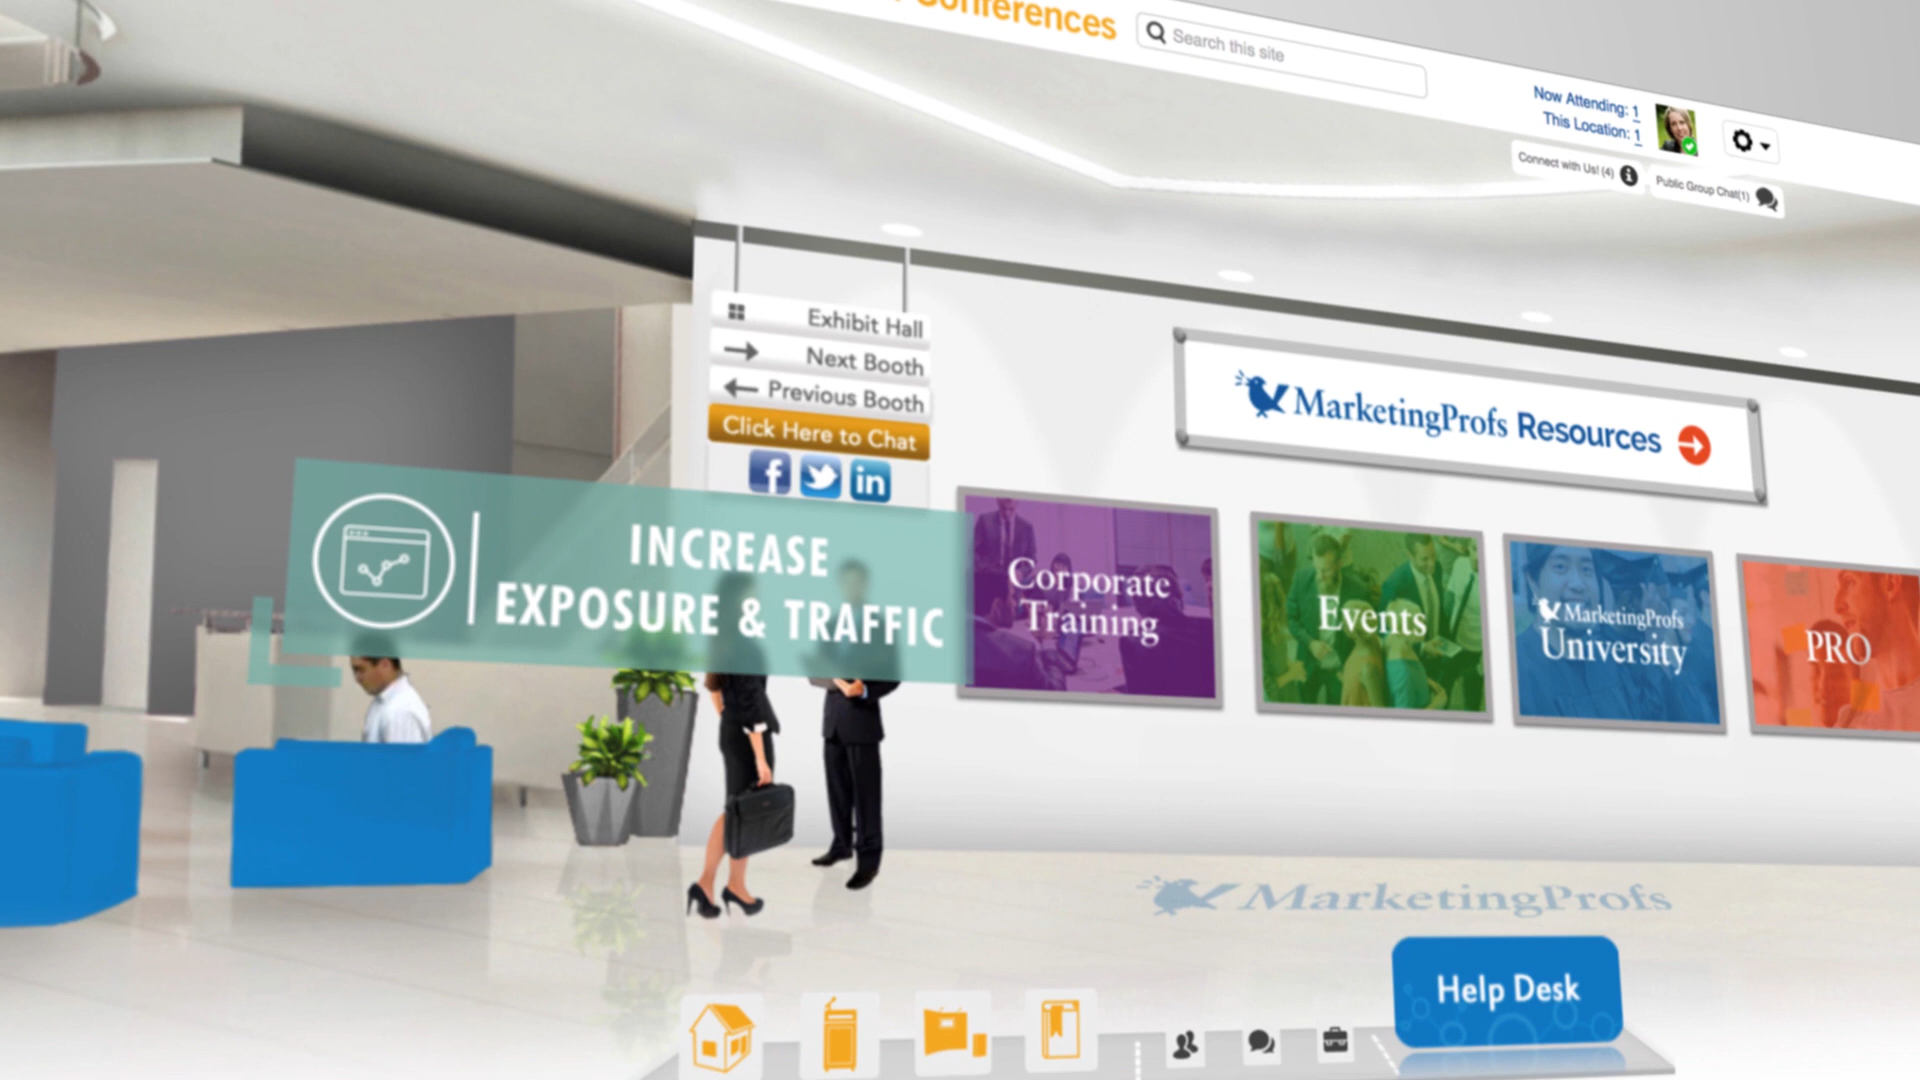 Conferences
Search this site
Now Attending: 1
This Location: 1
Connect with Us! (4)
Public Group Chat(1)
Exhibit Hall
Next Booth
Previous Booth
Click Here to Chat
f
in
MarketingProfs Resources
INCREASE
EXPOSURE & TRAFFIC
Corporate
Training
Events
MarketingProfs
University
PRO
MarketingProfs
Help Desk